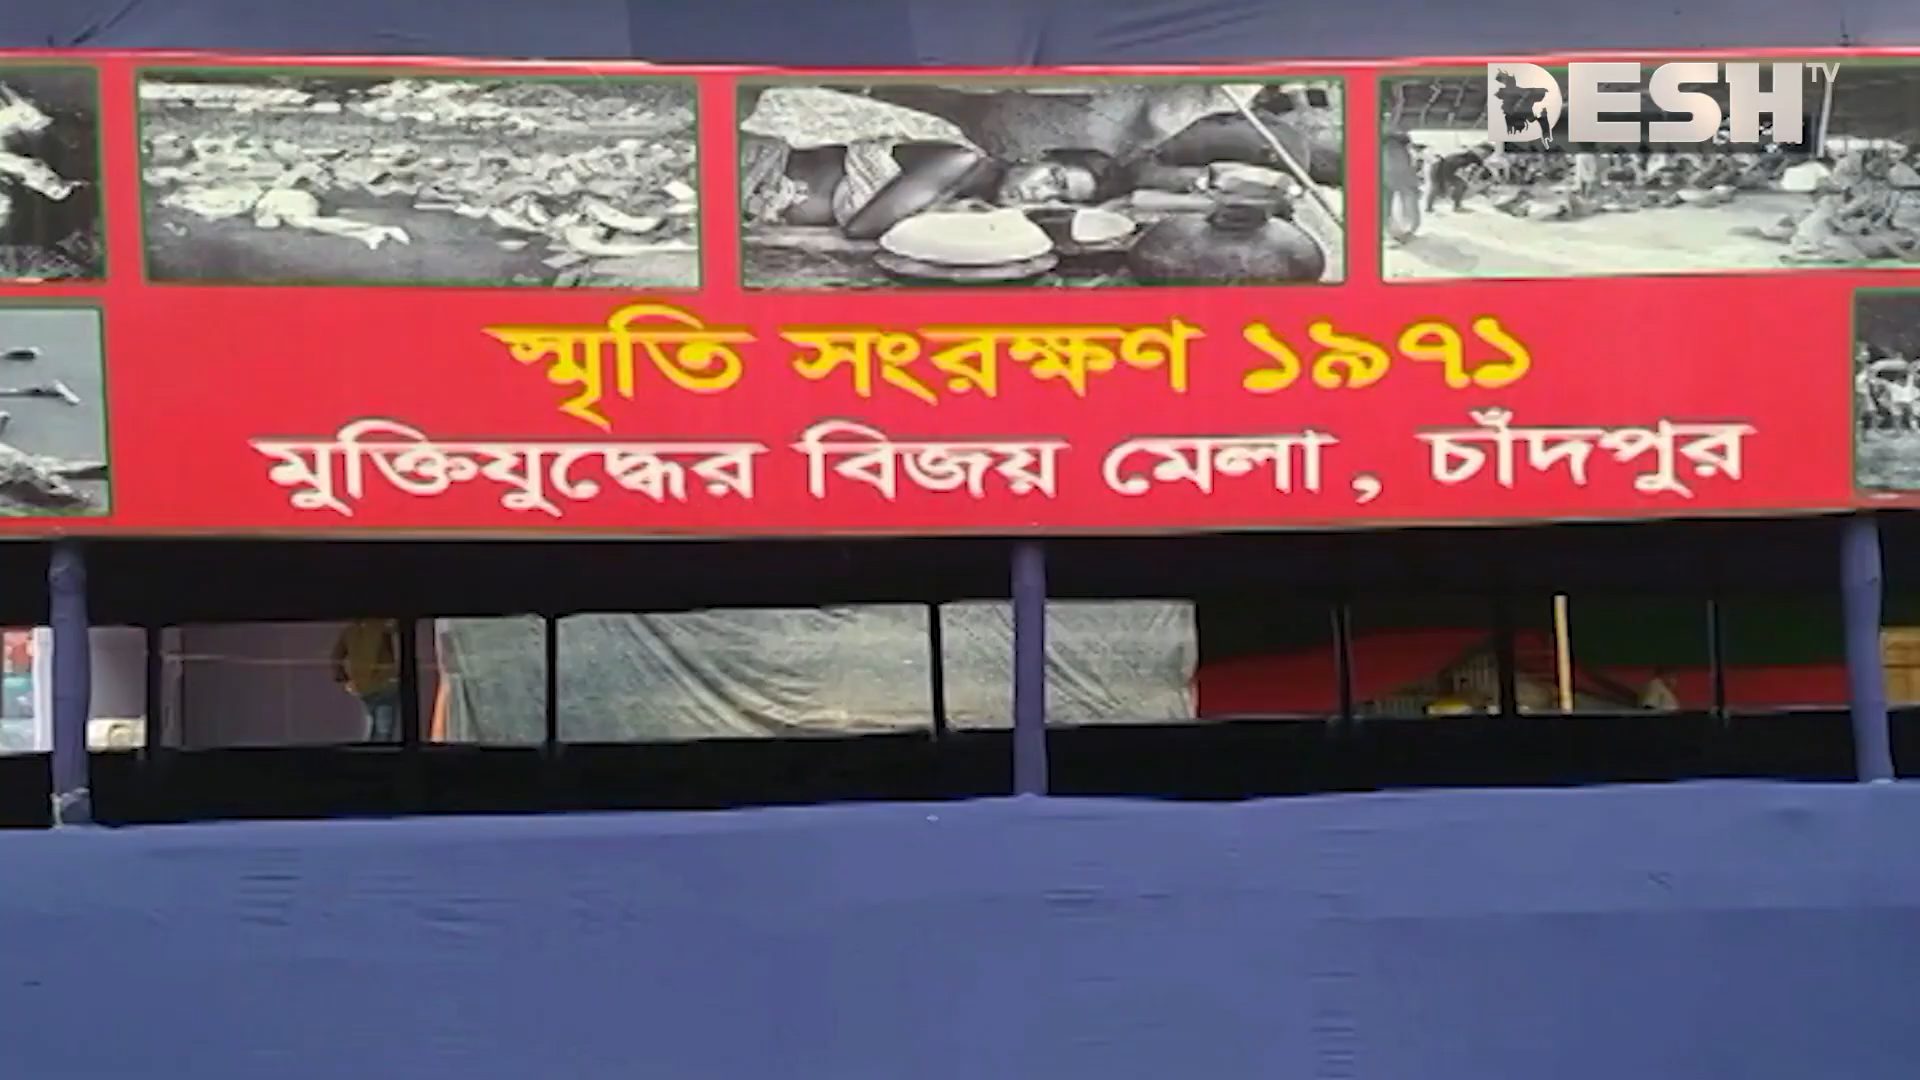 DESH TV
স্মৃতি সংরক্ষণ ১৯৭১
মুক্তিযুদ্ধের বিজয় মেলা, চাঁদপুর